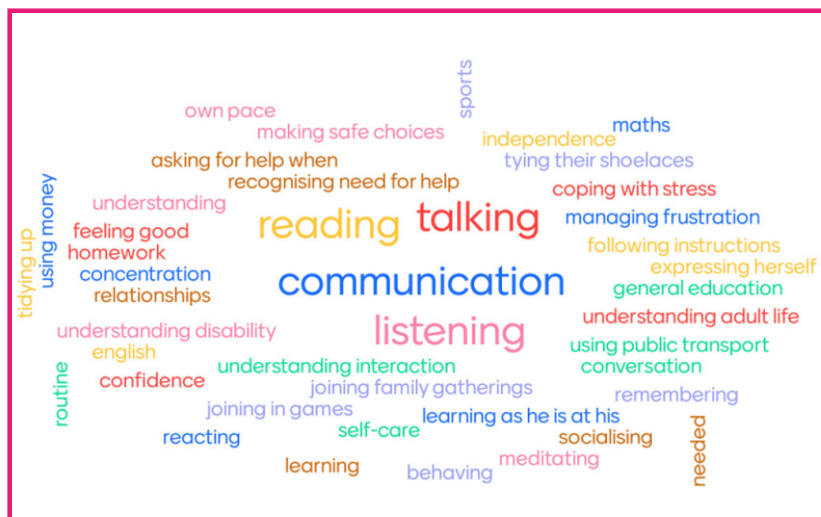 sports
own pace
making safe choices
maths
independence
asking for help when
tying their shoelaces
recognising need for help
coping with stress
understanding
using money
reading
talking
managing frustration
feeling good
tidying up
homework
following instructions
concentration
communication
expressing herself
relationships
general education
understanding adult life
understanding disability
listening
using public transport
english
understanding interaction
conversation
confidence
routine
joining family gatherings
remembering
joining in games
learning as he is at his
self-care
reacting
socialising
needed
learning
meditating
behaving